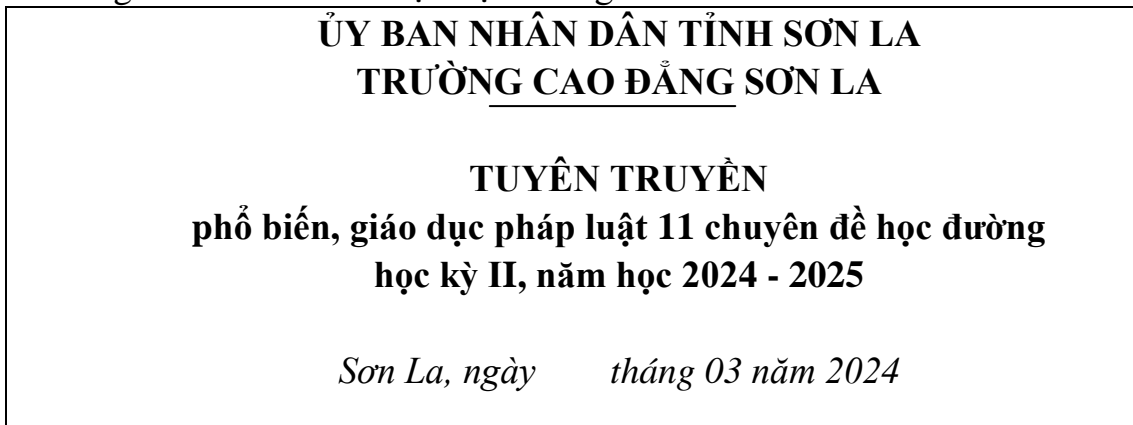 ỦY BAN NHÂN DÂN TỈNH SƠN LA
TRƯỜNG CAO ĐẲNG SƠN LA
TUYÊN TRUYỀN
phổ biến, giáo dục pháp luật 11 chuyên đề học đường
học kỳ II, năm học 2024 - 2025
Sơn La, ngày tháng 03 năm 2024